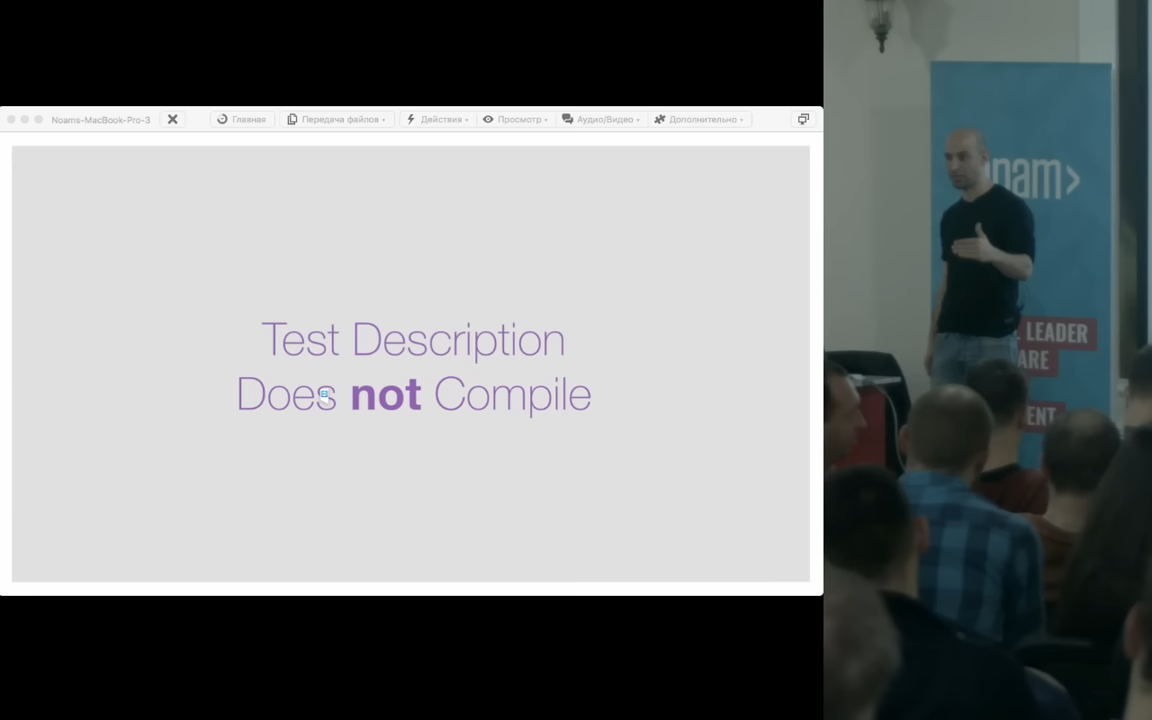 Noams-MacBook-Pro-3
Главная
Передача файлов
Действия
Просмотр
Аудио/Видео
Дополнительно
Test Description
Does not Compile
nam>
LEADER
ARE
ENT